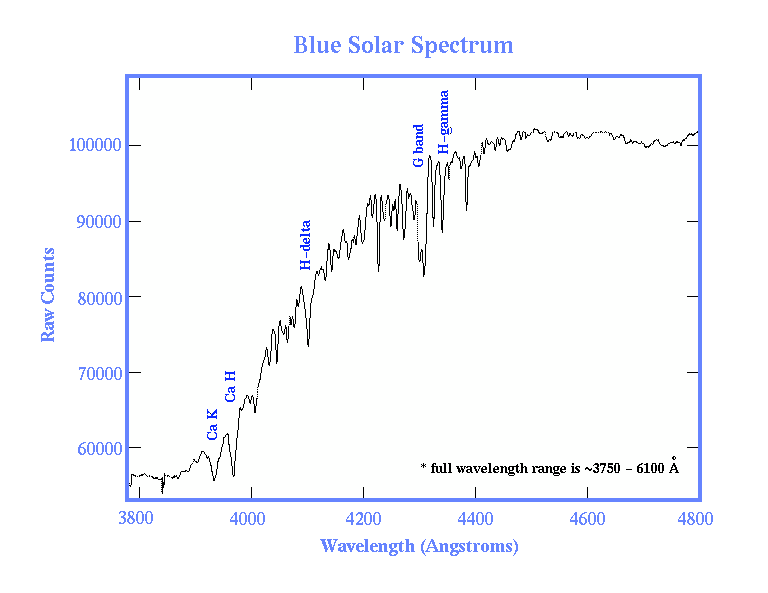 Blue Solar Spectrum
Raw Counts
100000
90000
80000
70000
60000
Ca K
Ca H
H-delta
G band
H-gamma
* full wavelength range is ~3750 - 6100 Å
3800
4000
4200
4400
4600
4800
Wavelength (Angstroms)